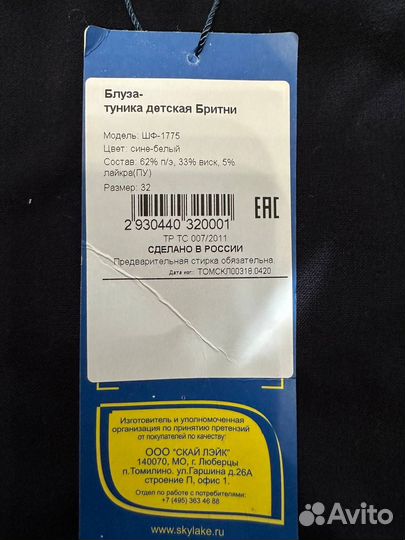 Блуза-
туника детская Бритни
Модель: ШФ-1775
Цвет: сине-белый
Состав: 62% п/э, 33% виск, 5%
лайкра(ПУ)
Размер: 32
EAC
2 930440 320001
ТР ТС 007/2011
СДЕЛАНО В РОССИИ
Предварительная стирка обязательна
Дата изг.: ТОМСКЛ00318.0420
Изготовитель и уполномоченная
организация по принятию претензий
от покупателей по качеству:
ООО "СКАЙ ЛЭЙК"
140070, МО, г. Люберцы
п.Томилино. ул.Гаршина д.26А
строение П, офис 1.
Отдел по работе с потребителями:
+7 (495) 363 46 88
www.skylake.ru
Avito